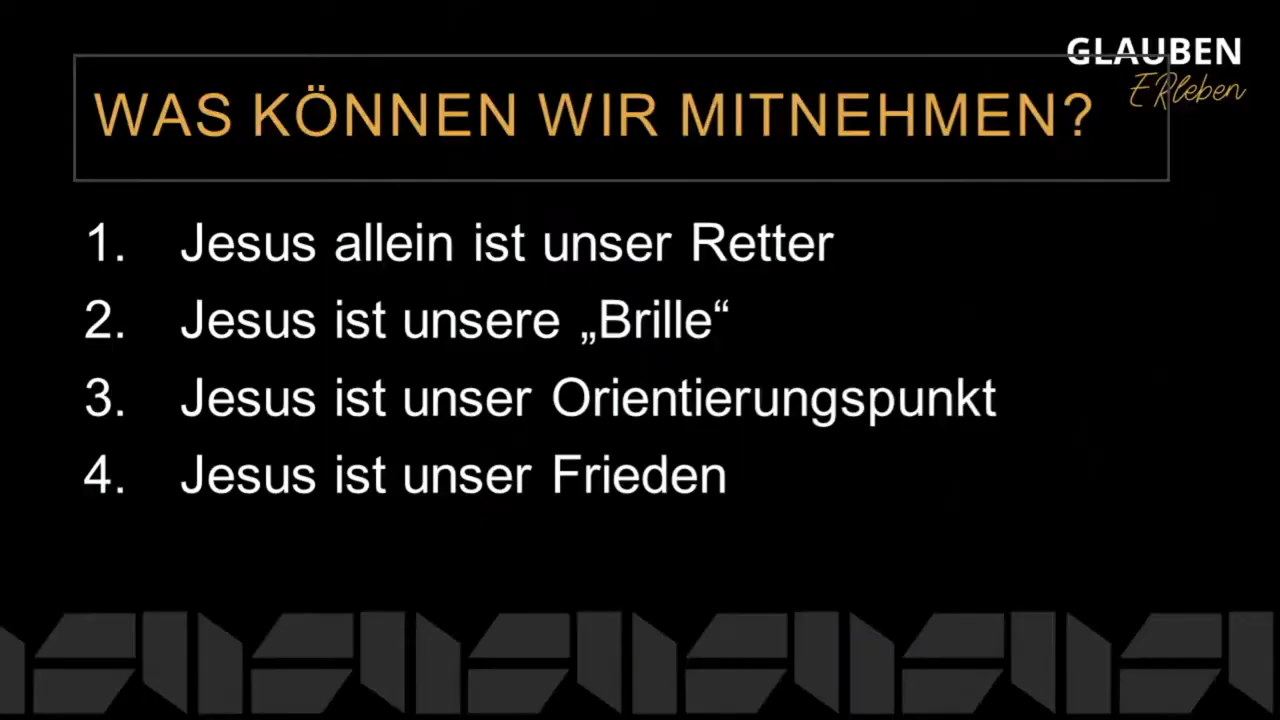 GLAUBEN
ERleben
WAS KÖNNEN WIR MITNEHMEN?
1. Jesus allein ist unser Retter
2. Jesus ist unsere „Brille“
3. Jesus ist unser Orientierungspunkt
4. Jesus ist unser Frieden